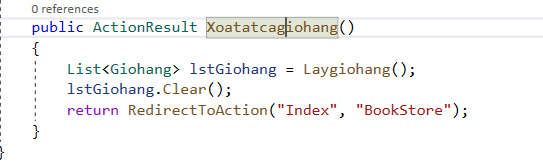 0 references
public ActionResult Xoatatcagiohang()
{
List<Giohang> lstGiohang = Laygiohang();
lstGiohang.Clear();
return RedirectToAction("Index", "BookStore");
}
}